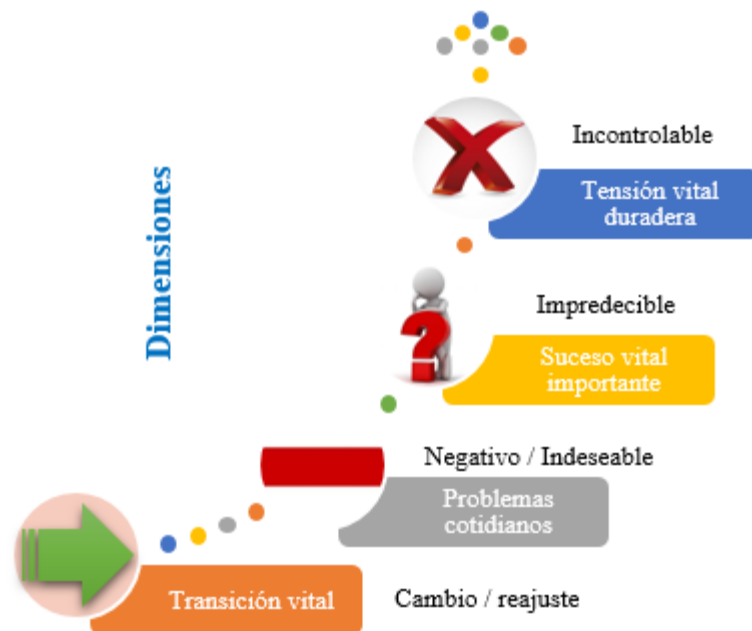 Dimensiones
Incontrolable
Tensión vital
duradera
Impredecible
Suceso vital
importante
Negativo / Indeseable
Problemas
cotidianos
Transición vital
Cambio / reajuste